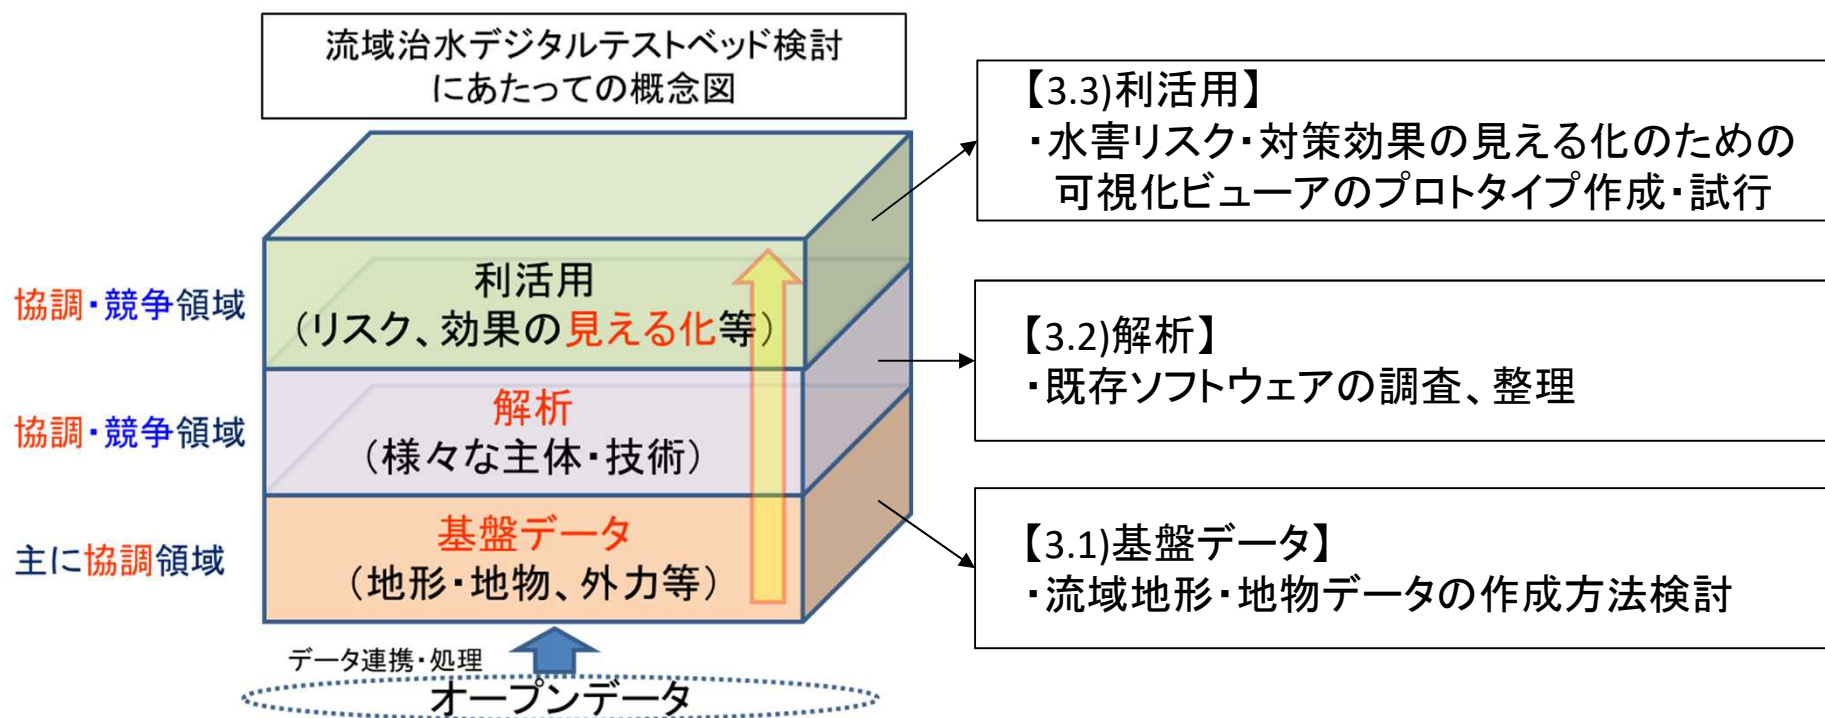 流域治水デジタルテストベッド検討
にあたっての概念図
協調・競争領域
利活用
（リスク、効果の見える化等）
協調・競争領域
解析
（様々な主体・技術）
主に協調領域
基盤データ
（地形・地物、外力等）
データ連携・処理
オープンデータ
【3.3)利活用】
・水害リスク・対策効果の見える化のための
可視化ビューアのプロトタイプ作成・試行
【3.2)解析】
・既存ソフトウェアの調査、整理
【3.1)基盤データ】
・流域地形・地物データの作成方法検討